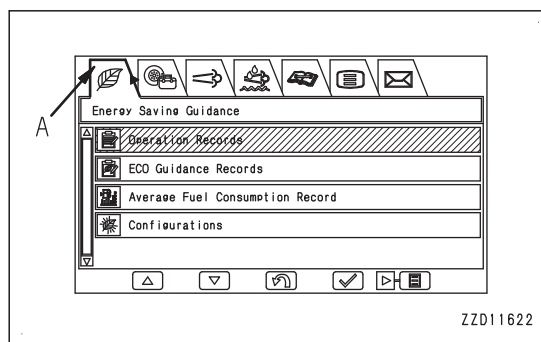 A
Energy Saving Guidance
Operation Records
ECO Guidance Records
Average Fuel Consumption Record
Configurations
ZZD11622